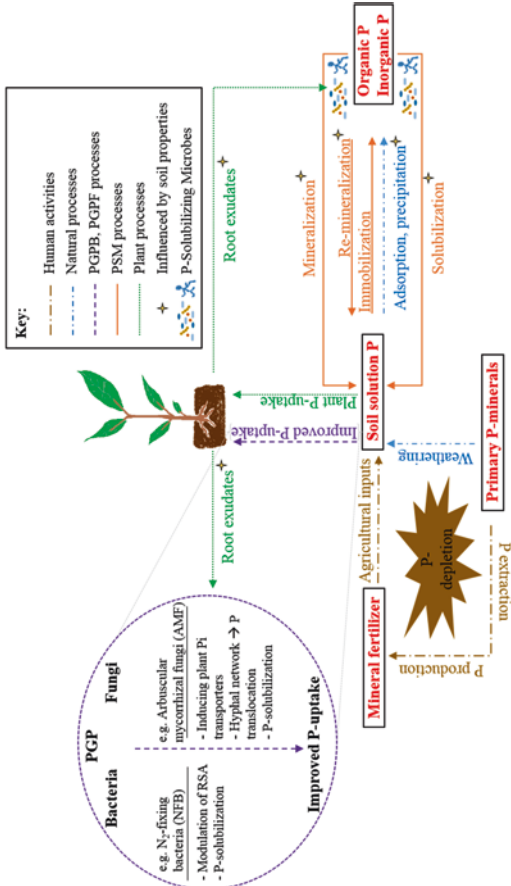 PGP
Bacteria
Fungi
e.g. N2-fixing
bacteria (NFB)
- Modulation of RSA
- P-solubilization
e.g. Arbuscular
mycorrhizal fungi (AMF)
- Inducing plant Pi
transporters
- Hyphal network → P
translocation
- P-solubilization
Improved P-uptake
Root exudates
Root exudates
Key:
Human activities
Natural processes
PGPB, PGPF processes
PSM processes
Plant processes
Influenced by soil properties
P-Solubilizing Microbes
Improved P-uptake
Plant P-uptake
Mineral fertilizer
Agricultural inputs
Soil solution P
Mineralization
Re-mineralization
Immobilization
Adsorption, precipitation
Solubilization
Organic P
Inorganic P
P production
P-
depletion
Weathering
P extraction
Primary P-minerals